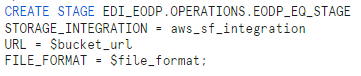 CREATE STAGE EDI_EODP.OPERATIONS.EODP_EQ_STAGE
STORAGE_INTEGRATION = aws_sf_integration
URL = $bucket_url
FILE_FORMAT = $file_format;